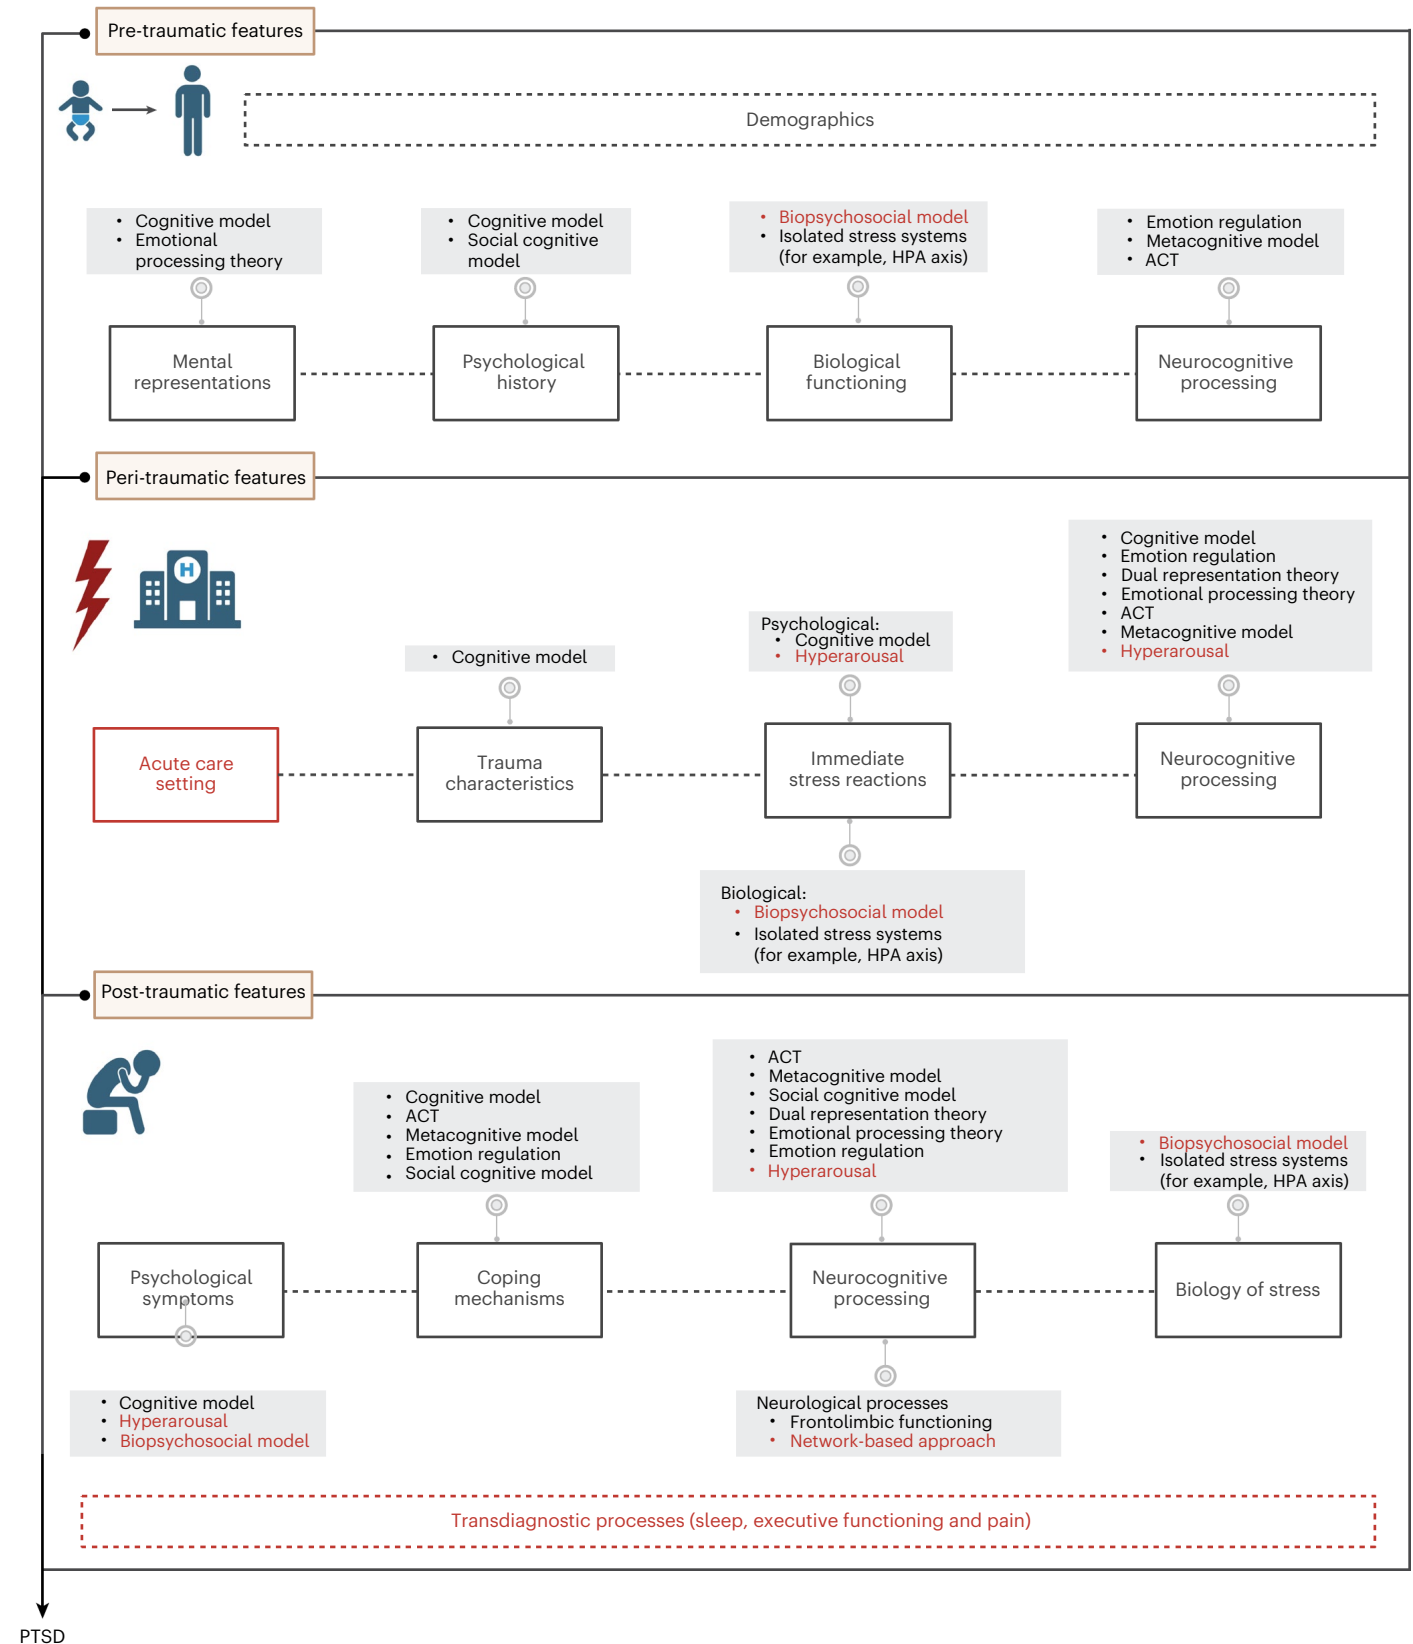 Pre-traumatic features
Demographics
• Cognitive model
• Emotional
processing theory
• Cognitive model
• Social cognitive
model
• Biopsychosocial model
• Isolated stress systems
(for example, HPA axis)
• Emotion regulation
• Metacognitive model
• ACT
Mental
representations
Psychological
history
Biological
functioning
Neurocognitive
processing
Peri-traumatic features
H
• Cognitive model
Psychological:
• Cognitive model
• Hyperarousal
• Cognitive model
• Emotion regulation
• Dual representation theory
• Emotional processing theory
• ACT
• Metacognitive model
• Hyperarousal
Acute care
setting
Trauma
characteristics
Immediate
stress reactions
Neurocognitive
processing
Biological:
• Biopsychosocial model
• Isolated stress systems
(for example, HPA axis)
Post-traumatic features
• Cognitive model
• ACT
• Metacognitive model
• Emotion regulation
• Social cognitive model
• ACT
• Metacognitive model
• Social cognitive model
• Dual representation theory
• Emotional processing theory
• Emotion regulation
• Hyperarousal
• Biopsychosocial model
• Isolated stress systems
(for example, HPA axis)
Psychological
symptoms
Coping
mechanisms
Neurocognitive
processing
Biology of stress
• Cognitive model
• Hyperarousal
• Biopsychosocial model
Neurological processes
• Frontolimbic functioning
• Network-based approach
Transdiagnostic processes (sleep, executive functioning and pain)
PTSD